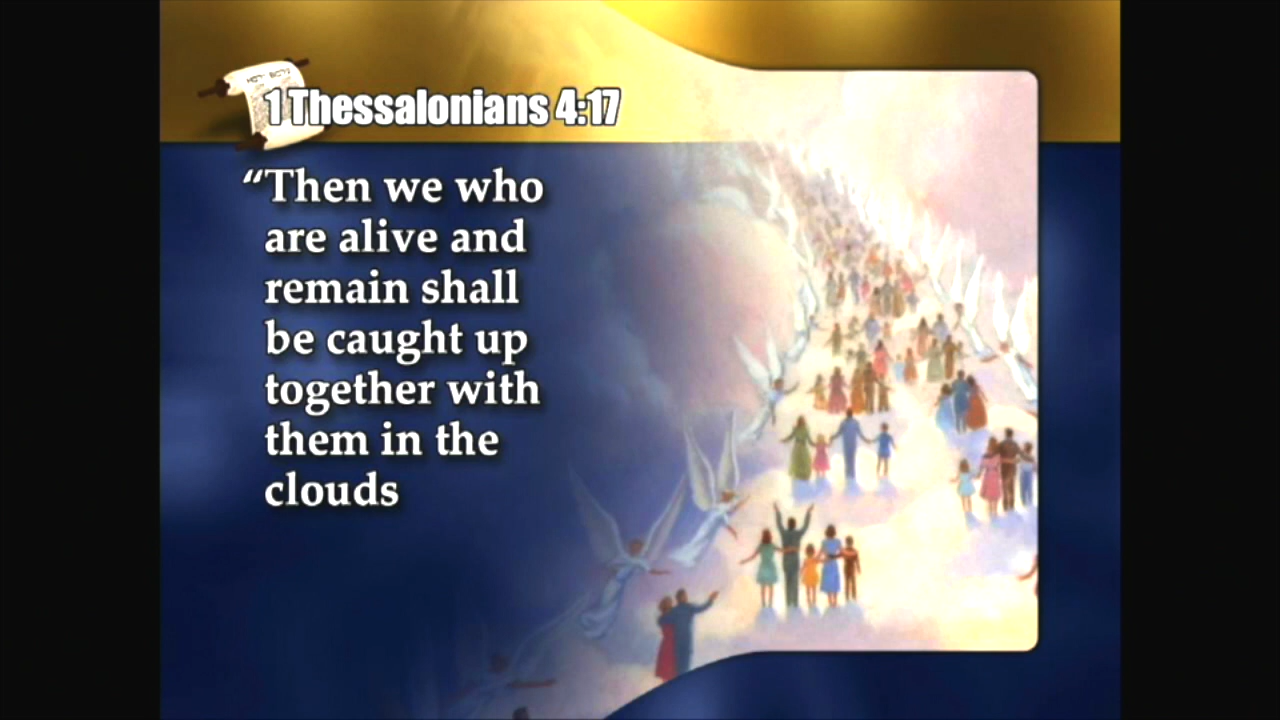 1 Thessalonians 4:17
“Then we who
are alive and
remain shall
be caught up
together with
them in the
clouds